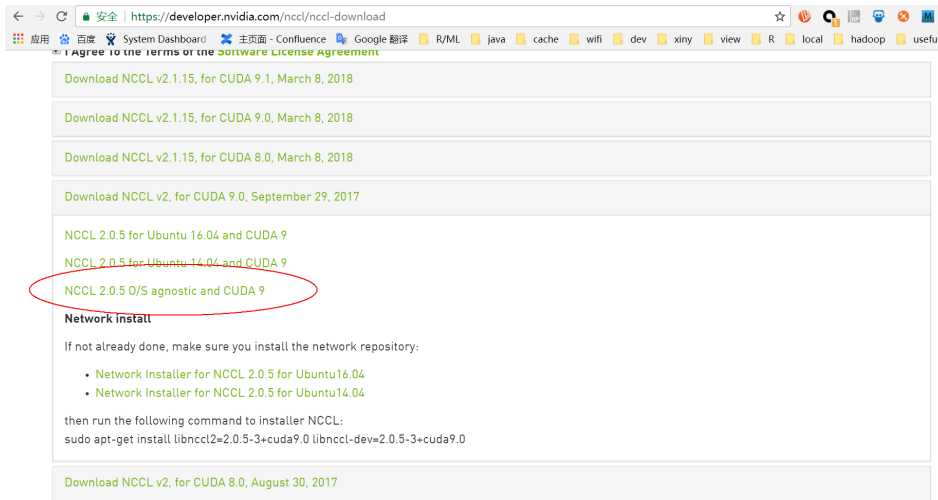 安全 | https://developer.nvidia.com/nccl/nccl-download
应用 百度 System Dashboard 主页面 - Confluence Google 翻译 R/ML java cache wifi dev xiny view R local hadoop usefu
I Agree To the Terms of the Software License Agreement
Download NCCL v2.1.15, for CUDA 9.1, March 8, 2018
Download NCCL v2.1.15, for CUDA 9.0, March 8, 2018
Download NCCL v2.1.15, for CUDA 8.0, March 8, 2018
Download NCCL v2, for CUDA 9.0, September 29, 2017
NCCL 2.0.5 for Ubuntu 16.04 and CUDA 9
NCCL 2.0.5 for Ubuntu 14.04 and CUDA 9
NCCL 2.0.5 O/S agnostic and CUDA 9
Network install
If not already done, make sure you install the network repository:
• Network Installer for NCCL 2.0.5 for Ubuntu16.04
• Network Installer for NCCL 2.0.5 for Ubuntu14.04
then run the following command to installer NCCL:
sudo apt-get install libnccl2=2.0.5-3+cuda9.0 libnccl-dev=2.0.5-3+cuda9.0
Download NCCL v2, for CUDA 8.0, August 30, 2017